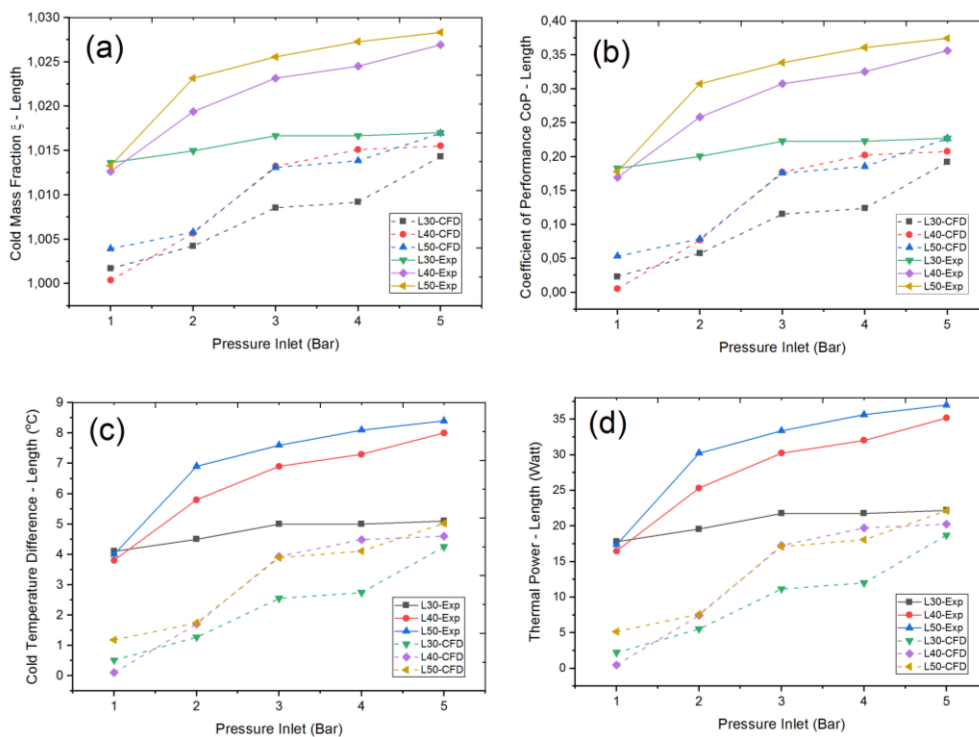 (a)
Cold Mass Fraction ξ - Length
1,030
1,025
1,020
1,015
1,010
1,005
1,000
L30-CFD
L40-CFD
L50-CFD
L30-Exp
L40-Exp
L50-Exp
1 2 3 4 5
Pressure Inlet (Bar)
(b)
Coefficient of Performance CoP - Length
0,40
0,35
0,30
0,25
0,20
0,15
0,10
0,05
0,00
L30-CFD
L40-CFD
L50-CFD
L30-Exp
L40-Exp
L50-Exp
1 2 3 4 5
Pressure Inlet (Bar)
(c)
Cold Temperature Difference - Length (°C)
9
8
7
6
5
4
3
2
1
0
L30-Exp
L40-Exp
L50-Exp
L30-CFD
L40-CFD
L50-CFD
1 2 3 4 5
Pressure Inlet (Bar)
(d)
Thermal Power - Length (Watt)
35
30
25
20
15
10
5
0
L30-Exp
L40-Exp
L50-Exp
L30-CFD
L40-CFD
L50-CFD
1 2 3 4 5
Pressure Inlet (Bar)